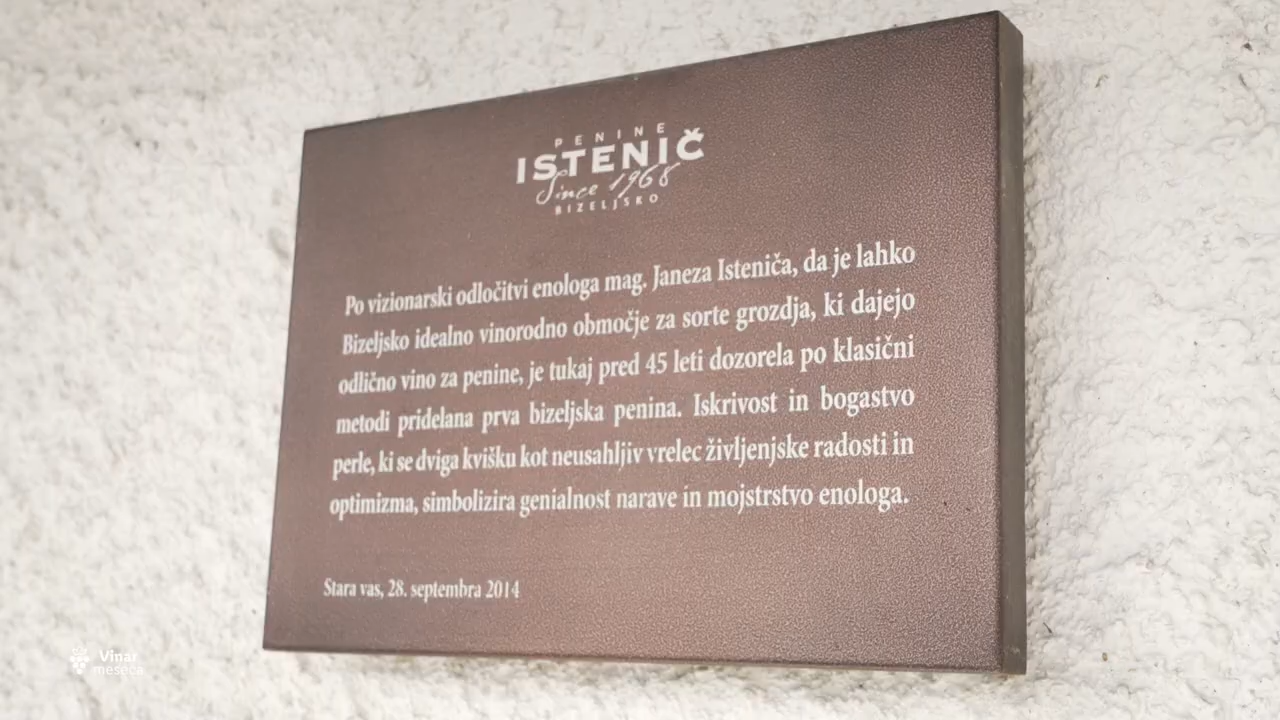 PENINE
ISTENIČ
Since 1968
BIZELJSKO
Po vizionarski odločitvi enologa mag. Janeza Isteniča, da je lahko
Bizeljsko idealno vinorodno območje za sorte grozdja, ki dajejo
odlično vino za penine, je tukaj pred 45 leti dozorela po klasični
metodi pridelana prva bizeljska penina. Iskrivost in bogastvo
perle, ki se dviga kvišku kot neusahljiv vrelec življenjske radosti in
optimizma, simbolizira genialnost narave in mojstrstvo enologa.
Stara vas, 28. septembra 2014
Vinar
meseca